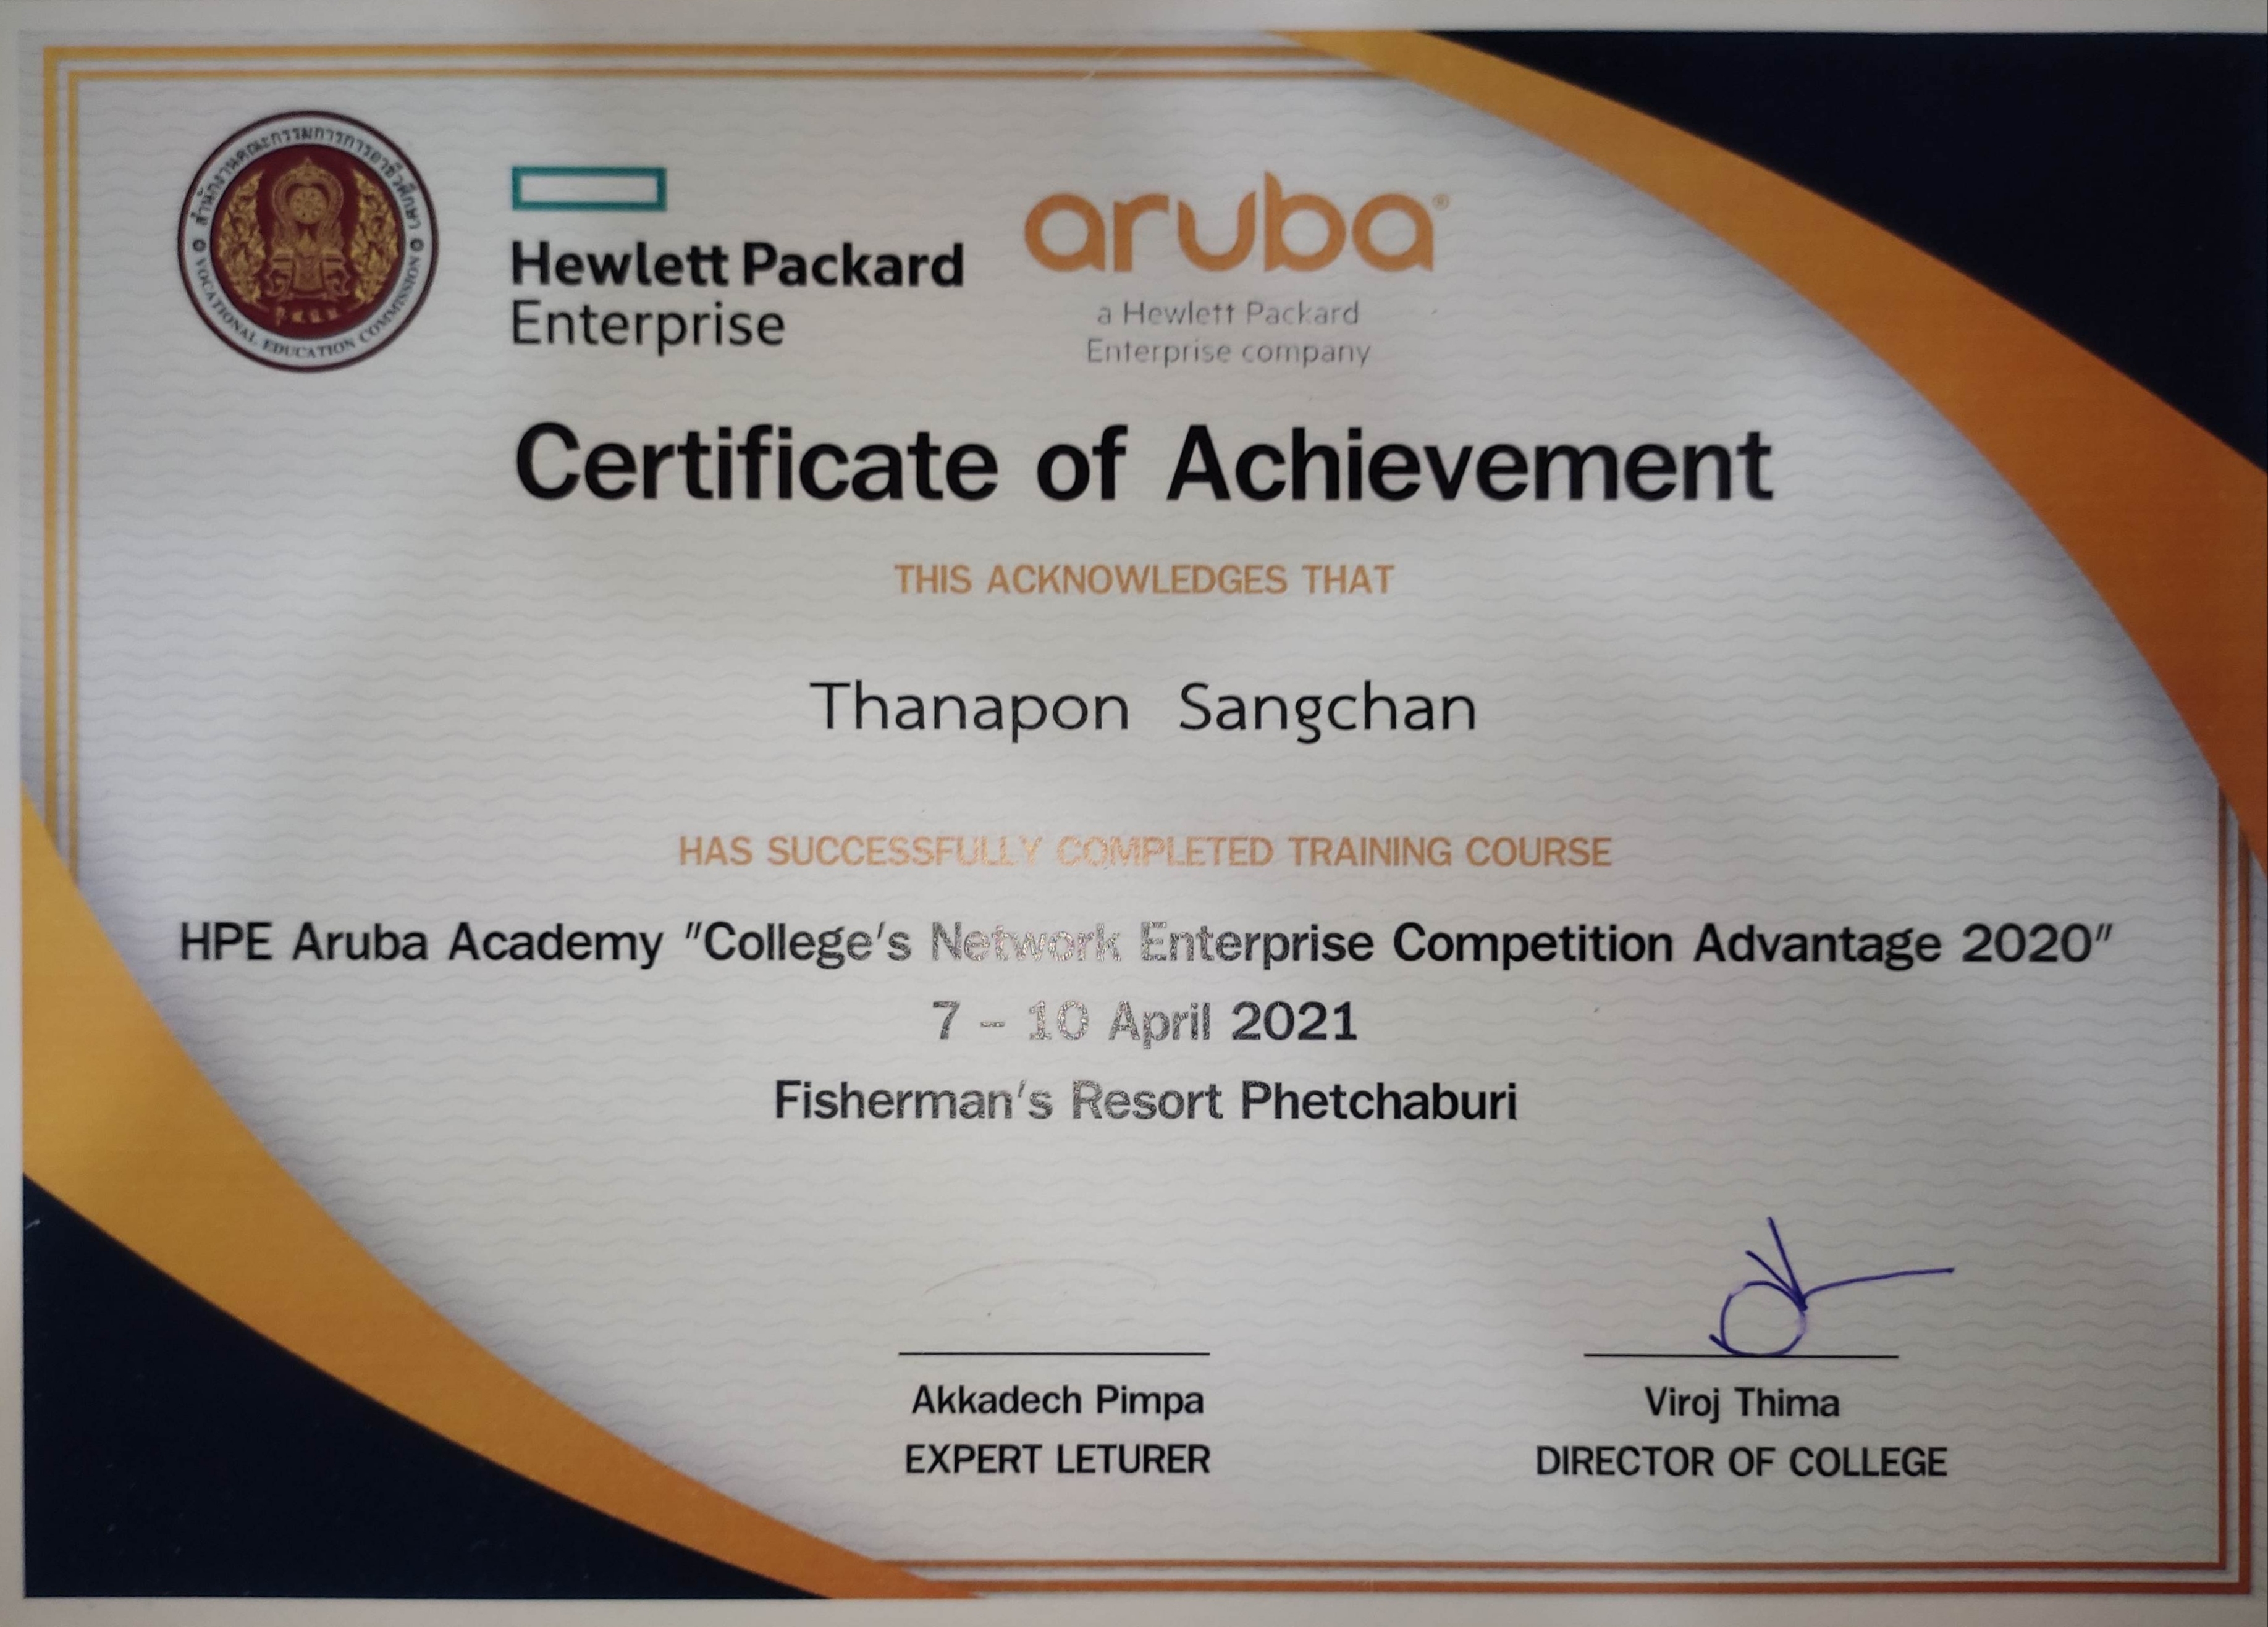 สำนักงานคณะกรรมการการอาชีวศึกษา
VOCATIONAL EDUCATION COMMISSION
Hewlett Packard
Enterprise
aruba®
a Hewlett Packard
Enterprise company
Certificate of Achievement
THIS ACKNOWLEDGES THAT
Thanapon Sangchan
HAS SUCCESSFULLY COMPLETED TRAINING COURSE
HPE Aruba Academy "College's Network Enterprise Competition Advantage 2020"
7 – 10 April 2021
Fisherman's Resort Phetchaburi
Akkadech Pimpa
EXPERT LETURER
Viroj Thima
DIRECTOR OF COLLEGE